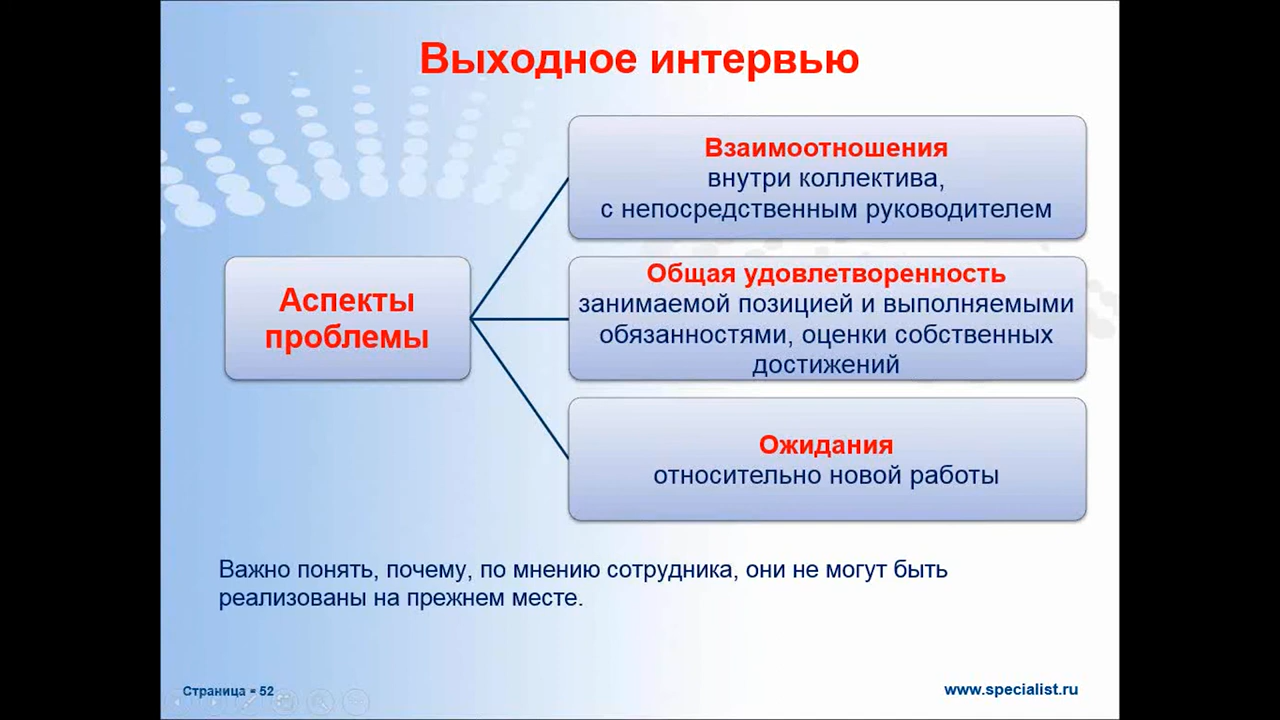 Выходное интервью
Взаимоотношения
внутри коллектива,
с непосредственным руководителем
Аспекты
проблемы
Общая удовлетворенность
занимаемой позицией и выполняемыми
обязанностями, оценки собственных
достижений
Ожидания
относительно новой работы
Важно понять, почему, по мнению сотрудника, они не могут быть
реализованы на прежнем месте.
Страница = 52
www.specialist.ru